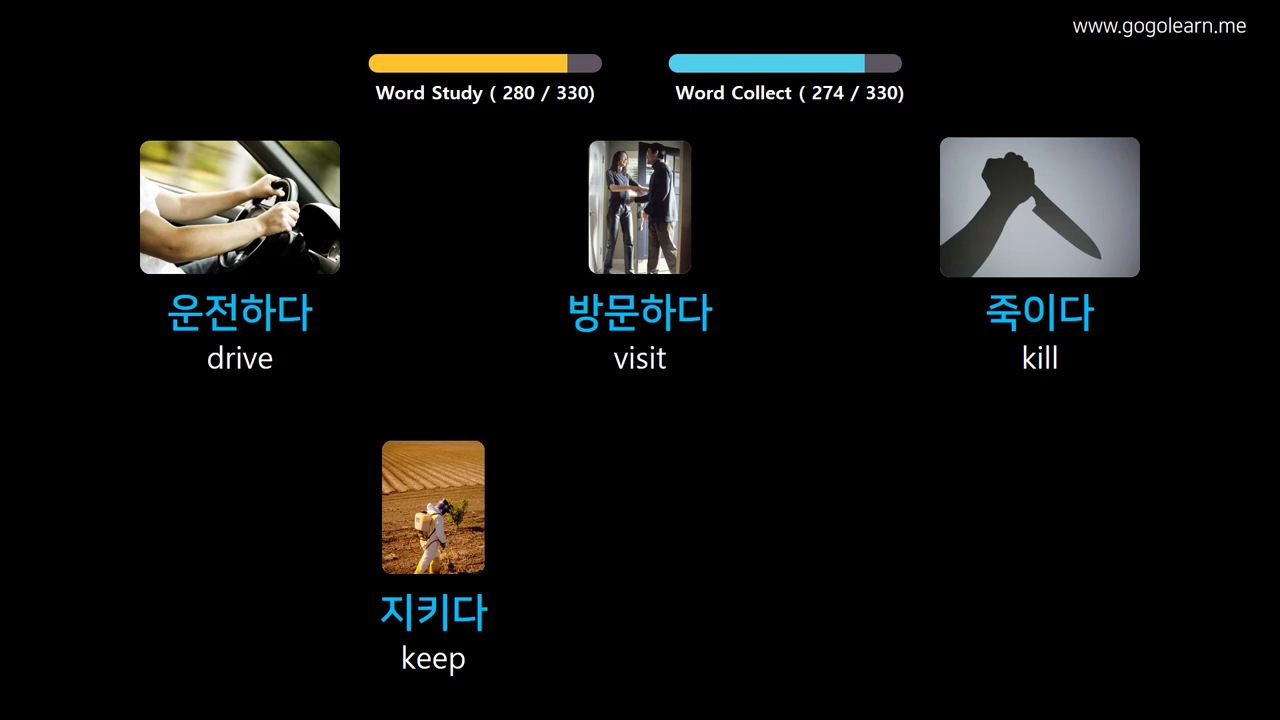 www.gogolearn.me
Word Study ( 280 / 330)
Word Collect ( 274 / 330)
운전하다
drive
방문하다
visit
죽이다
kill
지키다
keep